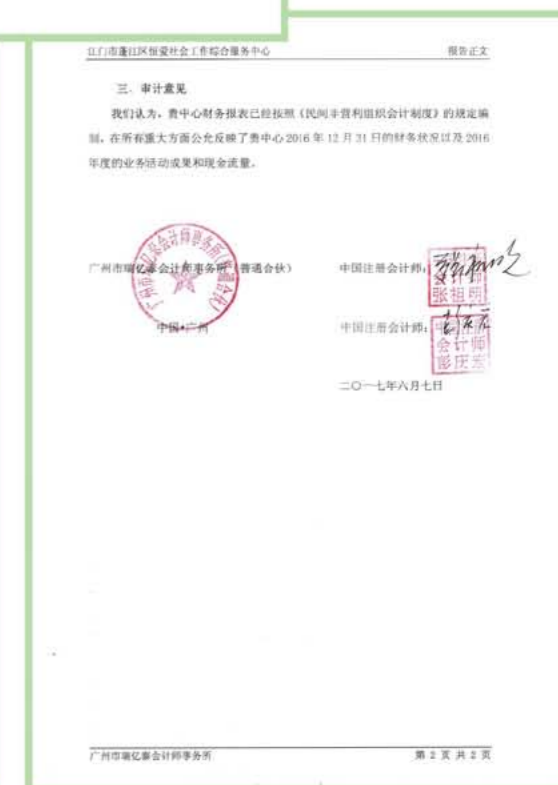 江门市蓬江区恒爱社会工作综合服务中心 报告正文
三、审计意见
我们认为，贵中心财务报表已经按照《民间非营利组织会计制度》的规定编
制，在所有重大方面公允反映了贵中心2016年12月31日的财务状况以及2016
年度的业务活动成果和现金流量。
广州市瑞亿泰会计师事务所（普通合伙） 中国注册会计师：
张祖明
中国·广州 中国注册会计师：
会计师
彭庆东
二〇一七年六月七日
广州市瑞亿泰会计师事务所 第 2 页 共 2 页